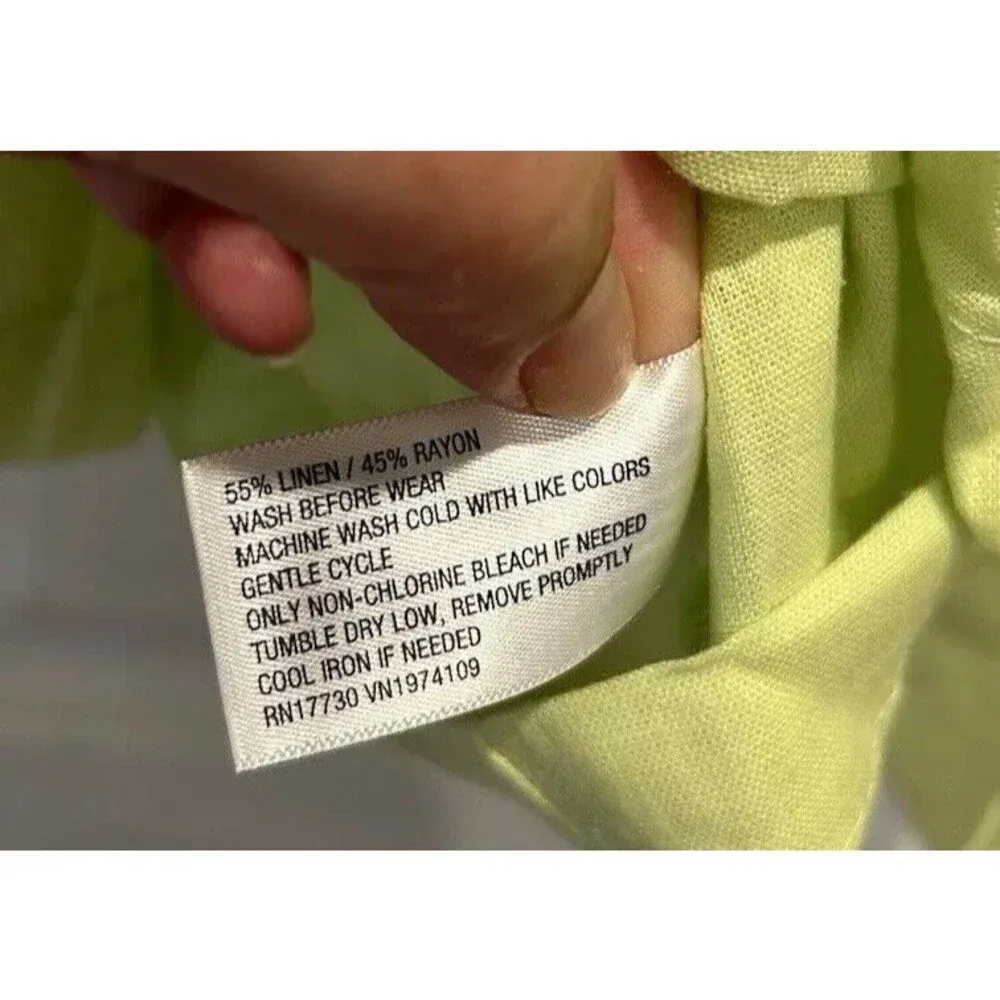 55% LINEN / 45% RAYON
WASH BEFORE WEAR
MACHINE WASH COLD WITH LIKE COLORS
GENTLE CYCLE
ONLY NON-CHLORINE BLEACH IF NEEDED
TUMBLE DRY LOW, REMOVE PROMPTLY
COOL IRON IF NEEDED
RN17730 VN1974109